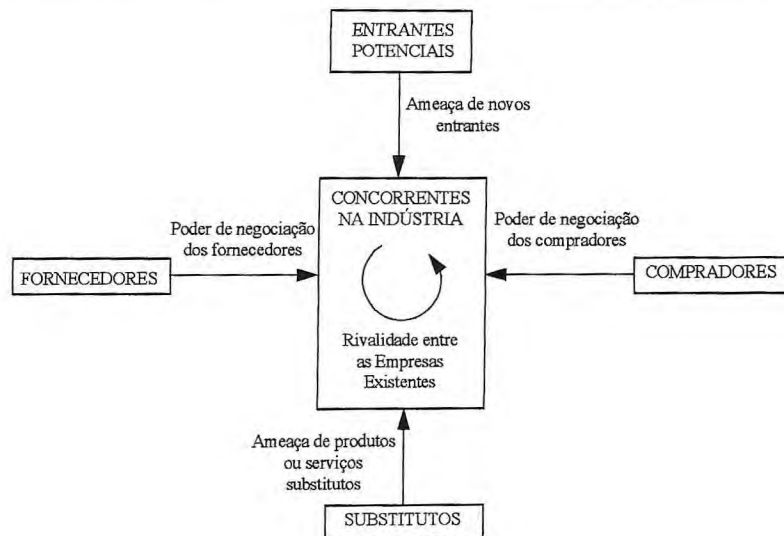 ENTRANTES
POTENCIAIS
Ameaça de novos
entrantes
CONCORRENTES
NA INDÚSTRIA
Poder de negociação
dos fornecedores
Poder de negociação
dos compradores
FORNECEDORES
COMPRADORES
Rivalidade entre
as Empresas
Existentes
Ameaça de produtos
ou serviços
substitutos
SUBSTITUTOS